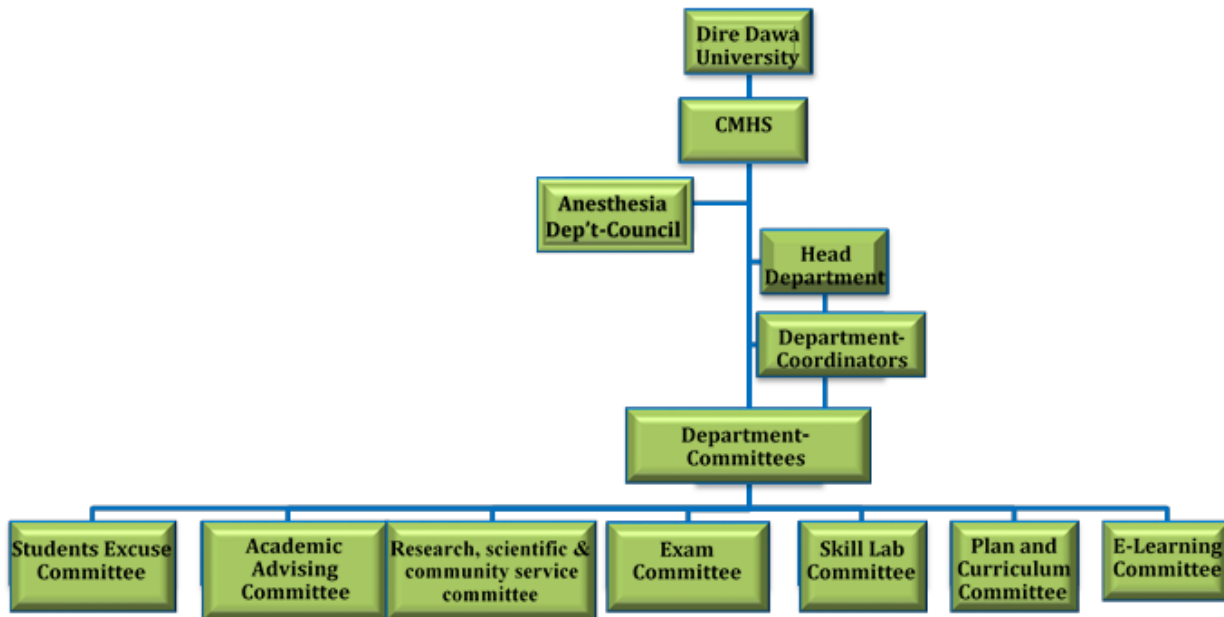 Dire Dawa
University
CMHS
Anesthesia
Dep't-Council
Head
Department
Department-
Coordinators
Department-
Committees
Students Excuse
Committee
Academic
Advising
Committee
Research, scientific &
community service
committee
Exam
Committee
Skill Lab
Committee
Plan and
Curriculum
Committee
E-Learning
Committee